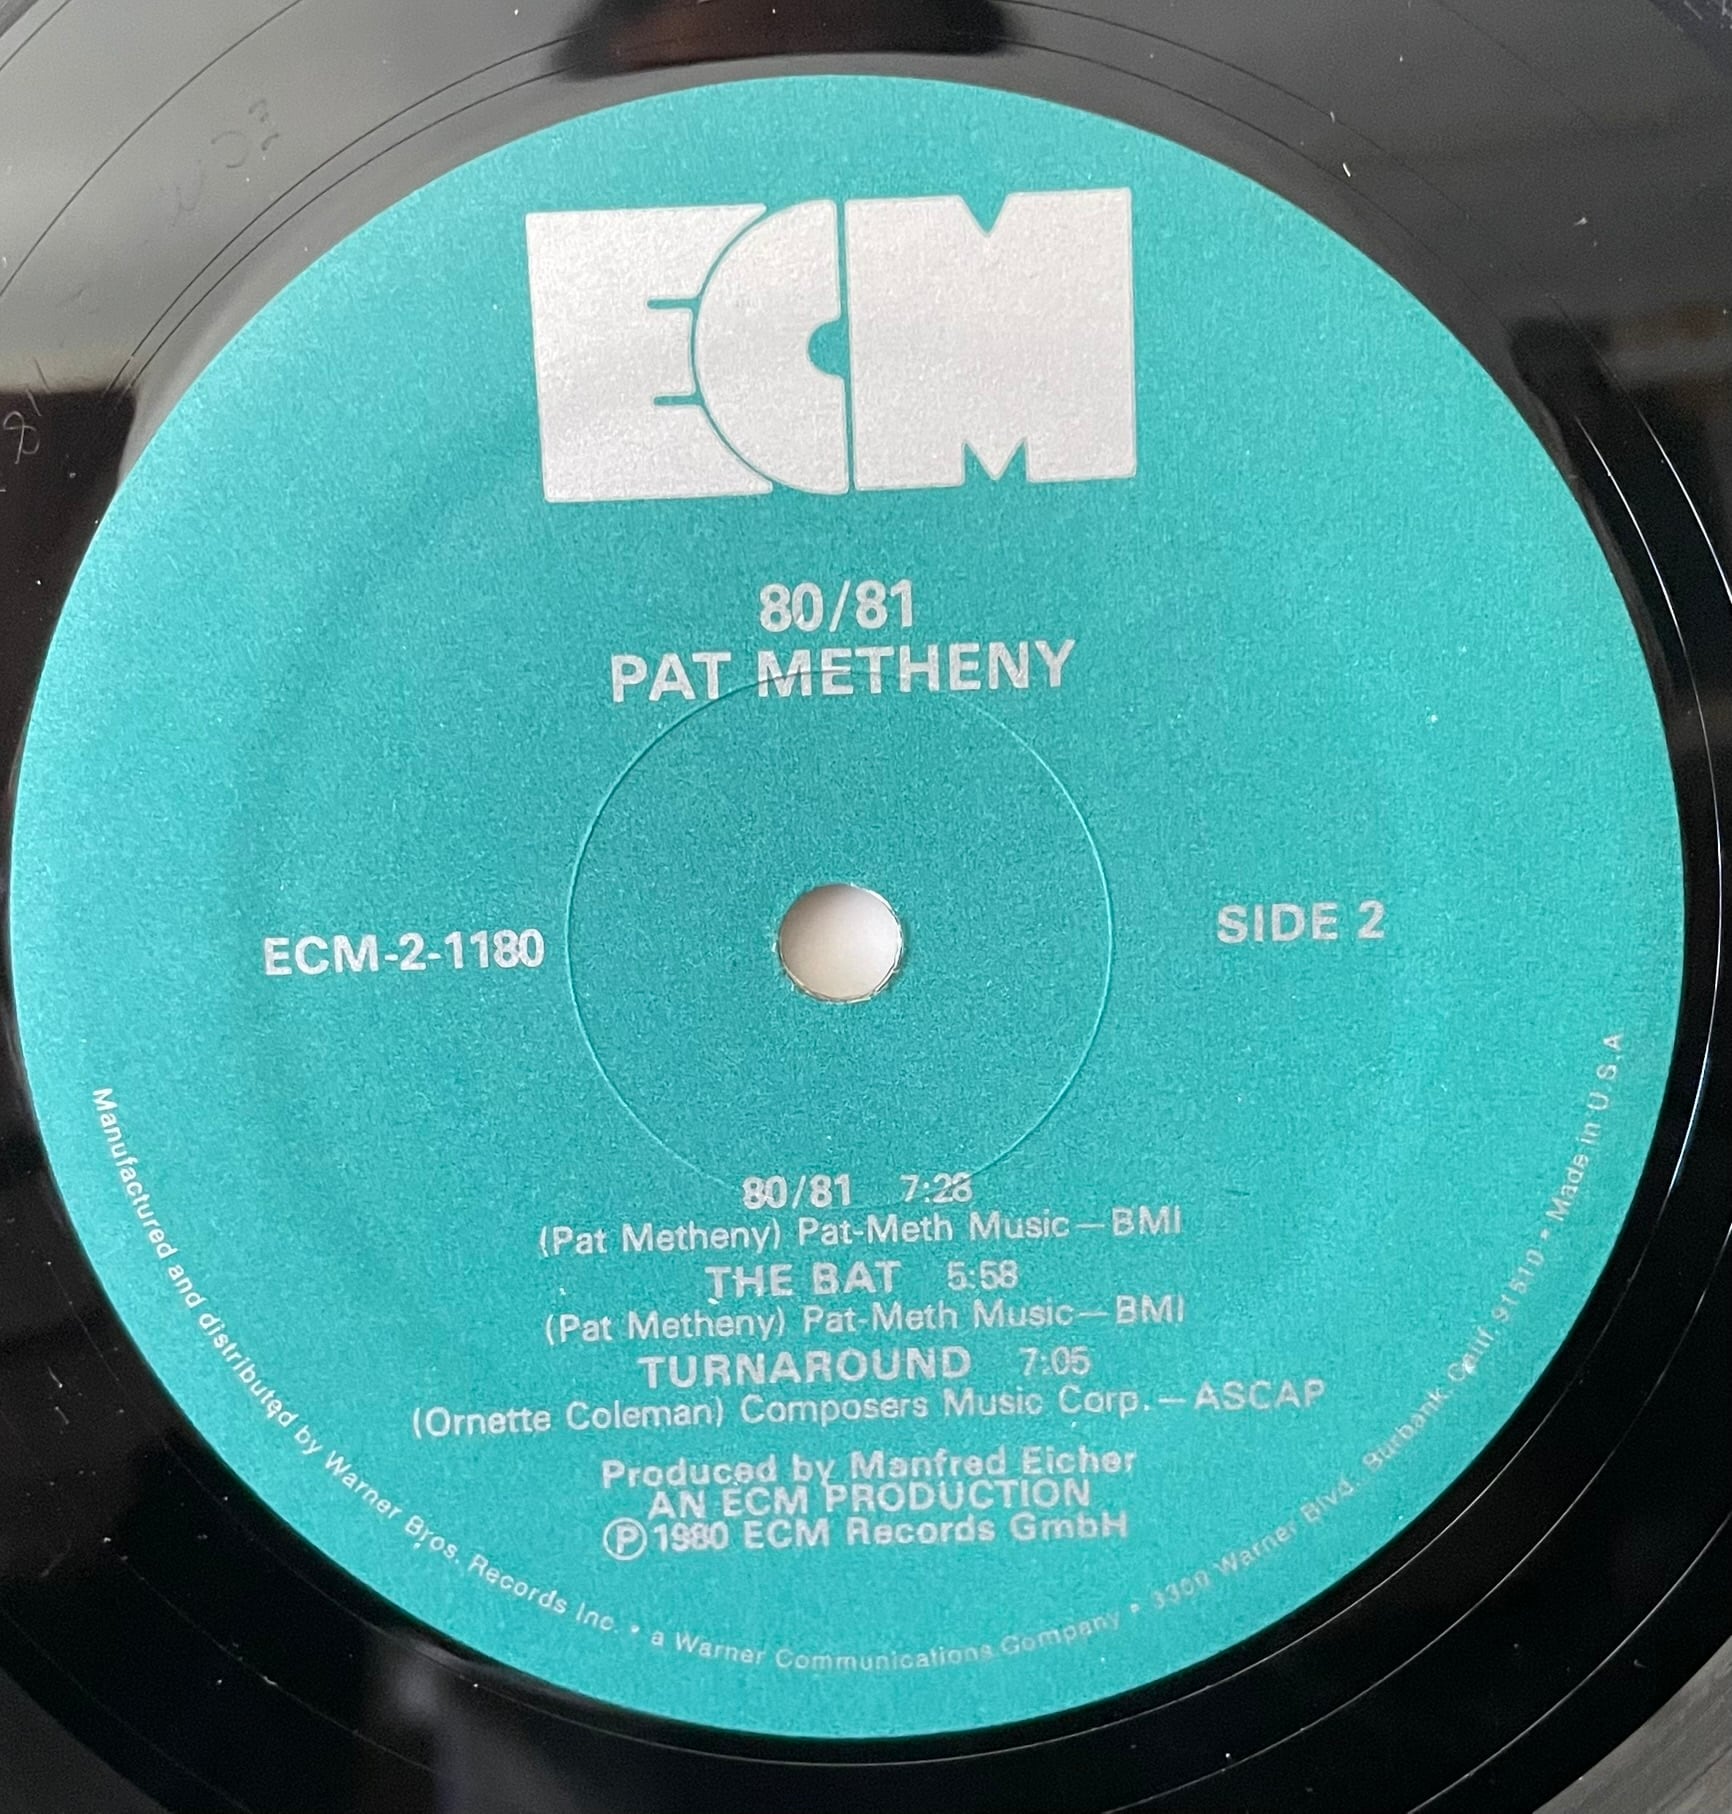 ECM
80/81
PAT METHENY
ECM-2-1180
SIDE 2
80/81 7:28
(Pat Metheny) Pat-Meth Music—BMI
THE BAT 5:58
(Pat Metheny) Pat-Meth Music—BMI
TURNAROUND 7:05
(Ornette Coleman) Composers Music Corp.—ASCAP
Produced by Manfred Eicher
AN ECM PRODUCTION
Ⓟ1980 ECM Records GmbH
Manufactured and distributed by Warner Bros. Records Inc. • a Warner Communications Company • 3300 Warner Blvd. Burbank, Calif. 91510 • Made in U.S.A